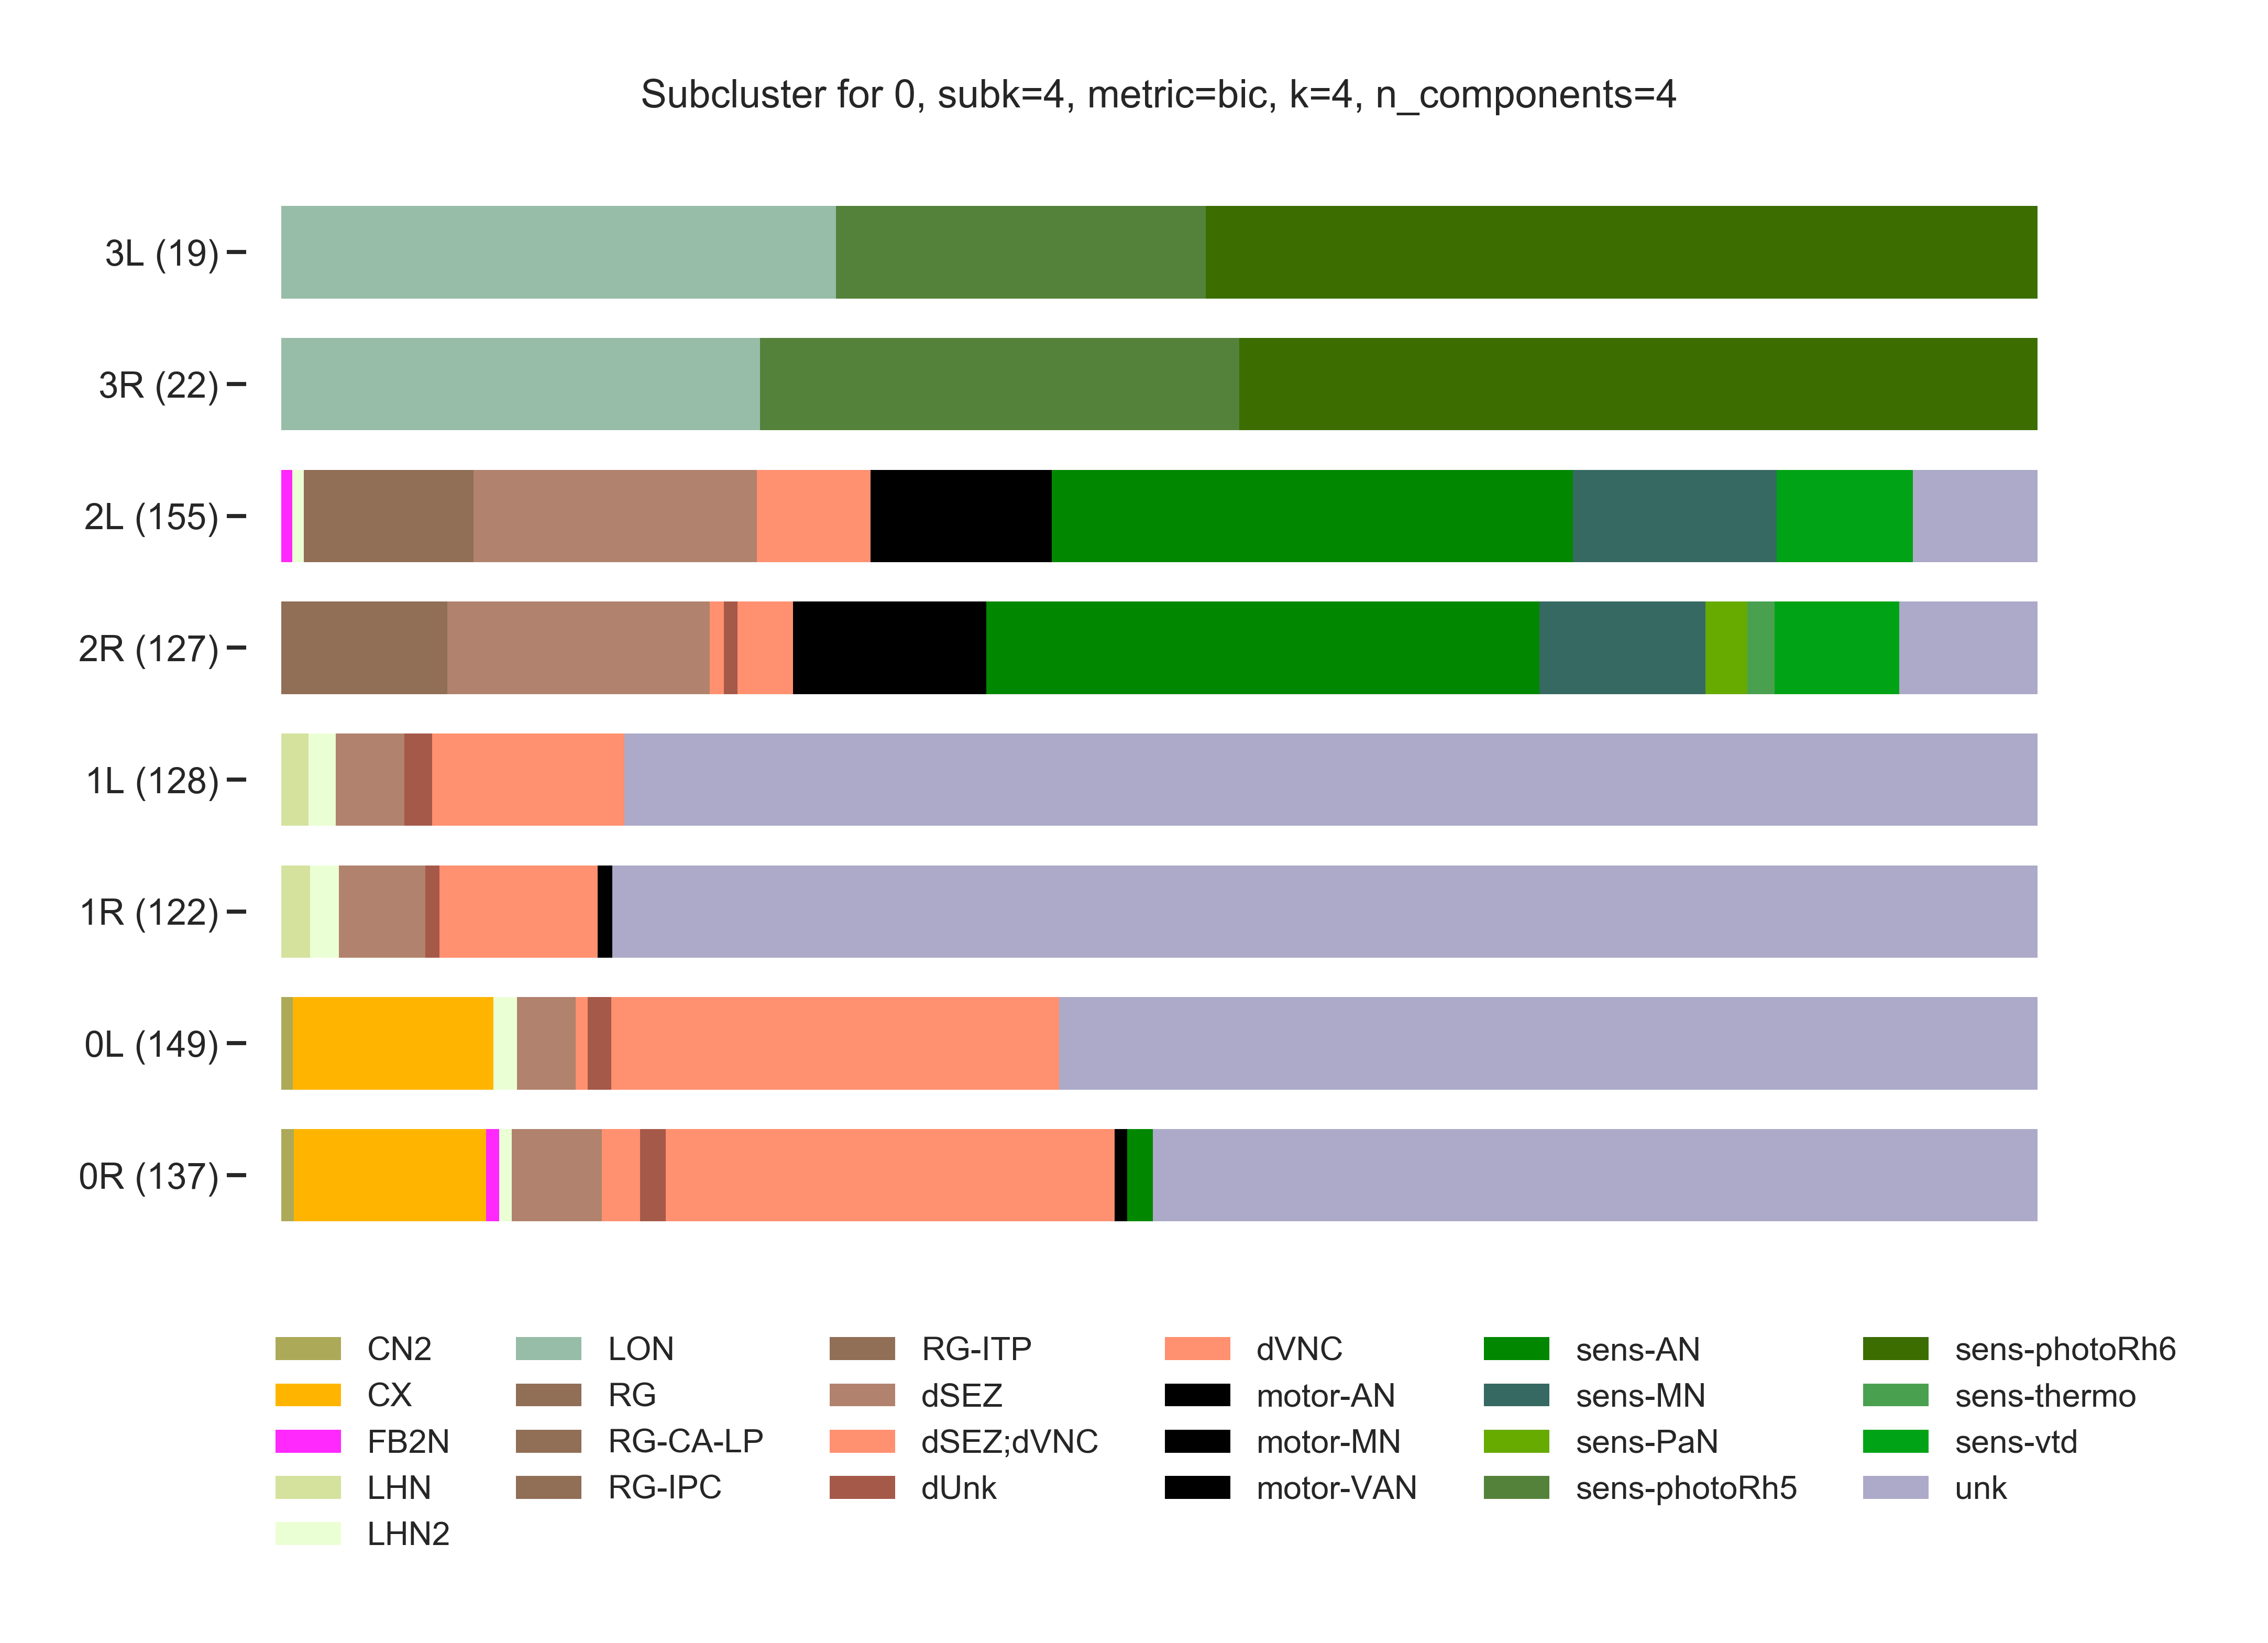 Subcluster for 0, subk=4, metric=bic, k=4, n_components=4
3L (19)
3R (22)
2L (155)
2R (127)
1L (128)
1R (122)
0L (149)
0R (137)
CN2 LON RG-ITP dVNC sens-AN sens-photoRh6
CX RG dSEZ motor-AN sens-MN sens-thermo
FB2N RG-CA-LP dSEZ;dVNC motor-MN sens-PaN sens-vtd
LHN RG-IPC dUnk motor-VAN sens-photoRh5 unk
LHN2